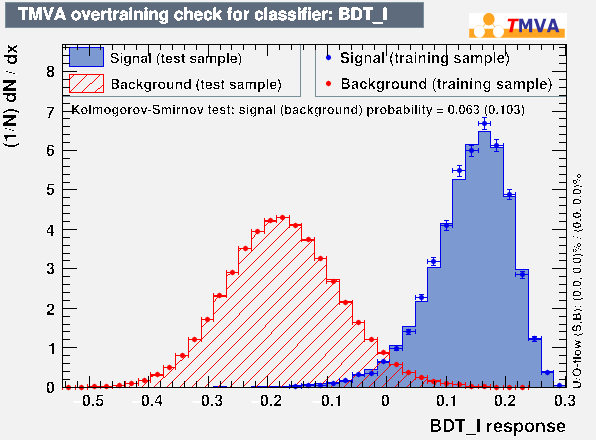 TMVA overtraining check for classifier: BDT_I
TMVA
(1/N) dN / dx
Signal (test sample)
Background (test sample)
Signal (training sample)
Background (training sample)
Kolmogorov-Smirnov test: signal (background) probability = 0.063 (0.103)
8
7
6
5
4
3
2
1
0
−0.5 −0.4 −0.3 −0.2 −0.1 0 0.1 0.2 0.3
BDT_I response
U/O-flow (S,B): (0.0, 0.0)% / (0.0, 0.0)%